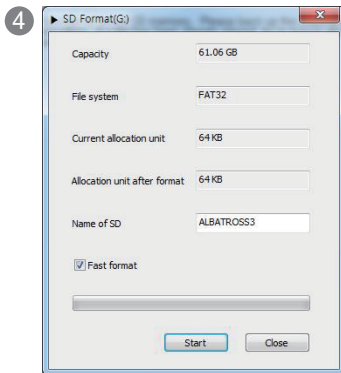 4
SD Format(G:)
Capacity 61.06 GB
File system FAT32
Current allocation unit 64 KB
Allocation unit after format 64 KB
Name of SD ALBATROSS3
Fast format
Start Close